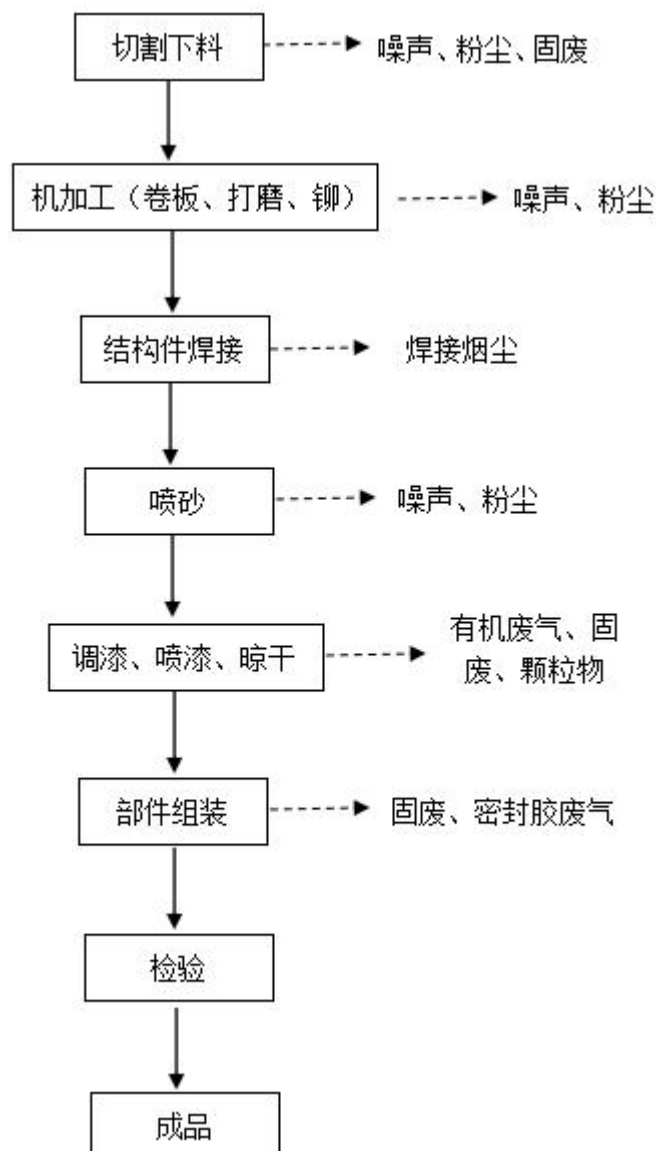 切割下料
噪声、粉尘、固废
机加工（卷板、打磨、铆）
噪声、粉尘
结构件焊接
焊接烟尘
喷砂
噪声、粉尘
调漆、喷漆、晾干
有机废气、固
废、颗粒物
部件组装
固废、密封胶废气
检验
成品